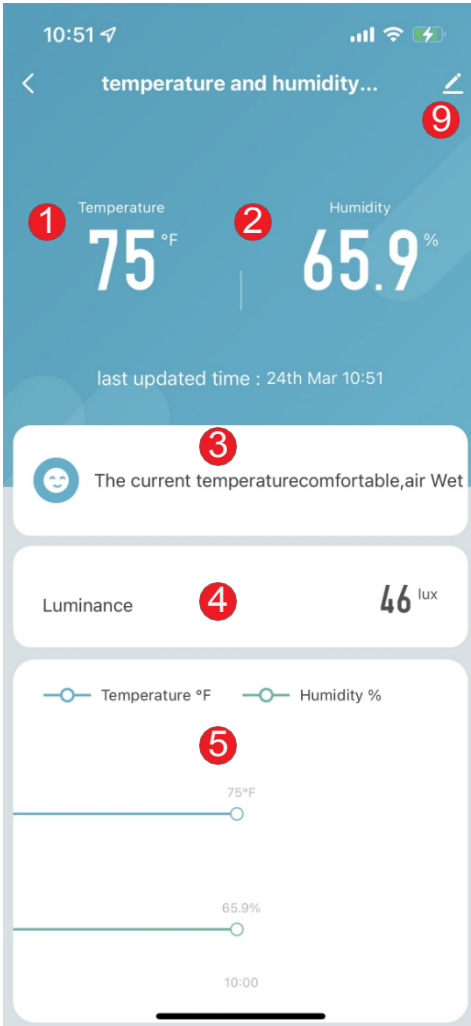 10:51
temperature and humidity...
9
1
Temperature
75 °F
2
Humidity
65.9 %
last updated time : 24th Mar 10:51
3
The current temperaturecomfortable,air Wet
Luminance
4
46 lux
Temperature °F
Humidity %
5
75°F
65.9%
10:00